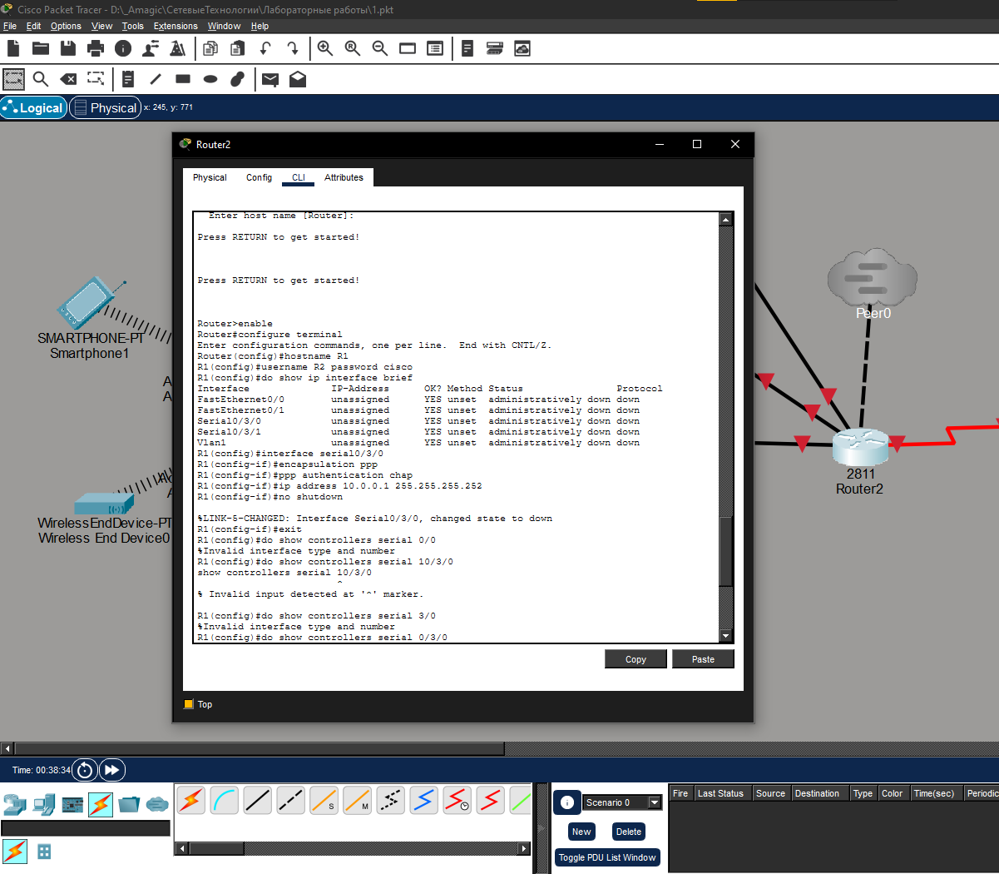 Cisco Packet Tracer - D:\_Amagic\СетевыеТехнологии\Лабораторные работы\1.pkt
File Edit Options View Tools Extensions Window Help
Logical Physical x: 245, y: 771
Router2
Physical Config CLI Attributes
Enter host name [Router]:
Press RETURN to get started!
Press RETURN to get started!
Router>enable
Router#configure terminal
Enter configuration commands, one per line.  End with CNTL/Z.
Router(config)#hostname R1
R1(config)#username R2 password cisco
R1(config)#do show ip interface brief
Interface IP-Address OK? Method Status Protocol
FastEthernet0/0 unassigned YES unset administratively down down
FastEthernet0/1 unassigned YES unset administratively down down
Serial0/3/0 unassigned YES unset administratively down down
Serial0/3/1 unassigned YES unset administratively down down
Vlan1 unassigned YES unset administratively down down
R1(config)#interface serial0/3/0
R1(config-if)#encapsulation ppp
R1(config-if)#ppp authentication chap
R1(config-if)#ip address 10.0.0.1 255.255.255.252
R1(config-if)#no shutdown
%LINK-5-CHANGED: Interface Serial0/3/0, changed state to down
R1(config-if)#exit
R1(config)#do show controllers serial 0/0
%Invalid interface type and number
R1(config)#do show controllers serial 10/3/0
show controllers serial 10/3/0
^
% Invalid input detected at '^' marker.
R1(config)#do show controllers serial 3/0
%Invalid interface type and number
R1(config)#do show controllers serial 0/3/0
Copy Paste
Top
SMARTPHONE-PT
Smartphone1
A
A
Ac
A
WirelessEndDevice-PT
Wireless End Device0
Peer0
2811
Router2
Time: 00:38:34
S M
Scenario 0
New Delete
Toggle PDU List Window
Fire Last Status Source Destination Type Color Time(sec) Periodic